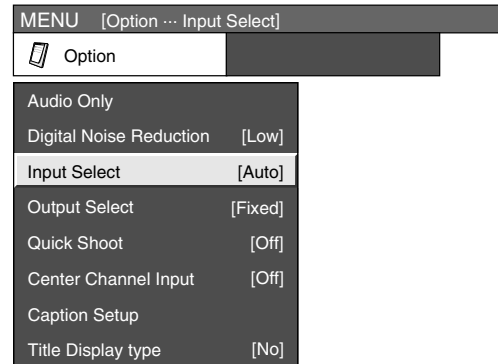 MENU [Option ··· Input Select]
Option
Audio Only
Digital Noise Reduction [Low]
Input Select [Auto]
Output Select [Fixed]
Quick Shoot [Off]
Center Channel Input [Off]
Caption Setup
Title Display type [No]